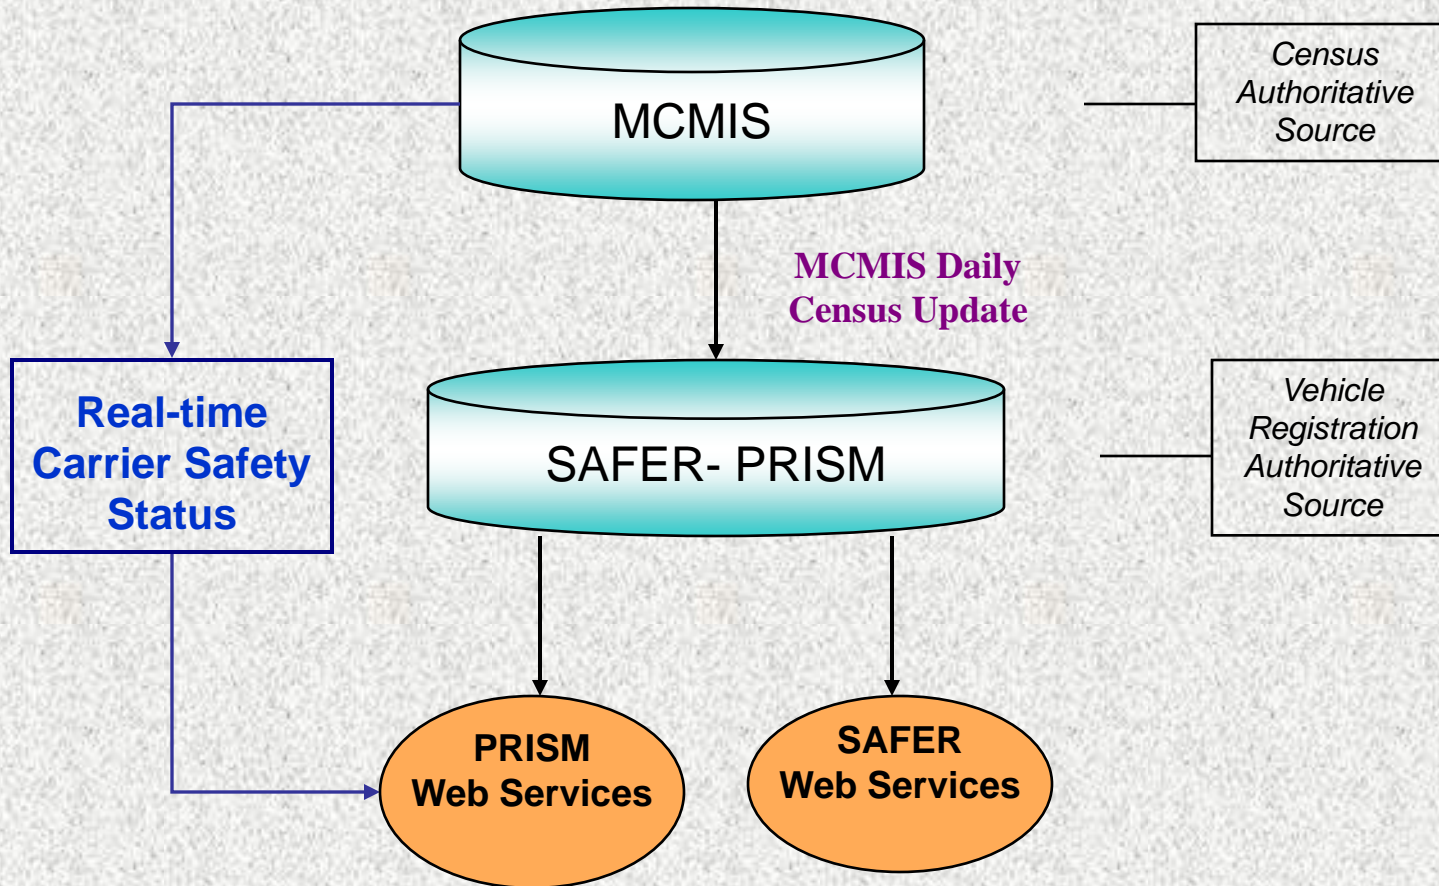 MCMIS
Census
Authoritative
Source
MCMIS Daily
Census Update
Real-time
Carrier Safety
Status
SAFER- PRISM
Vehicle
Registration
Authoritative
Source
PRISM
Web Services
SAFER
Web Services